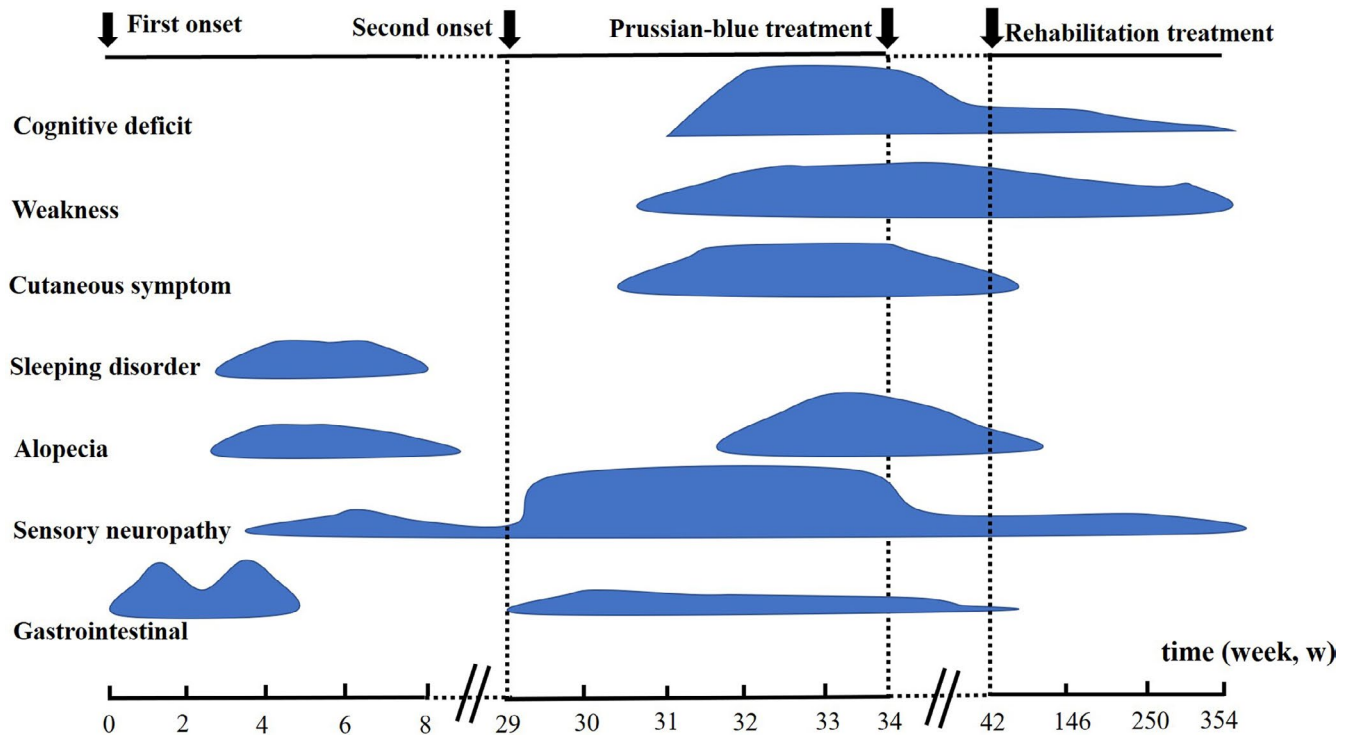 First onset
Second onset
Prussian-blue treatment
Rehabilitation treatment
Cognitive deficit
Weakness
Cutaneous symptom
Sleeping disorder
Alopecia
Sensory neuropathy
Gastrointestinal
time (week, w)
0 2 4 6 8 29 30 31 32 33 34 42 146 250 354